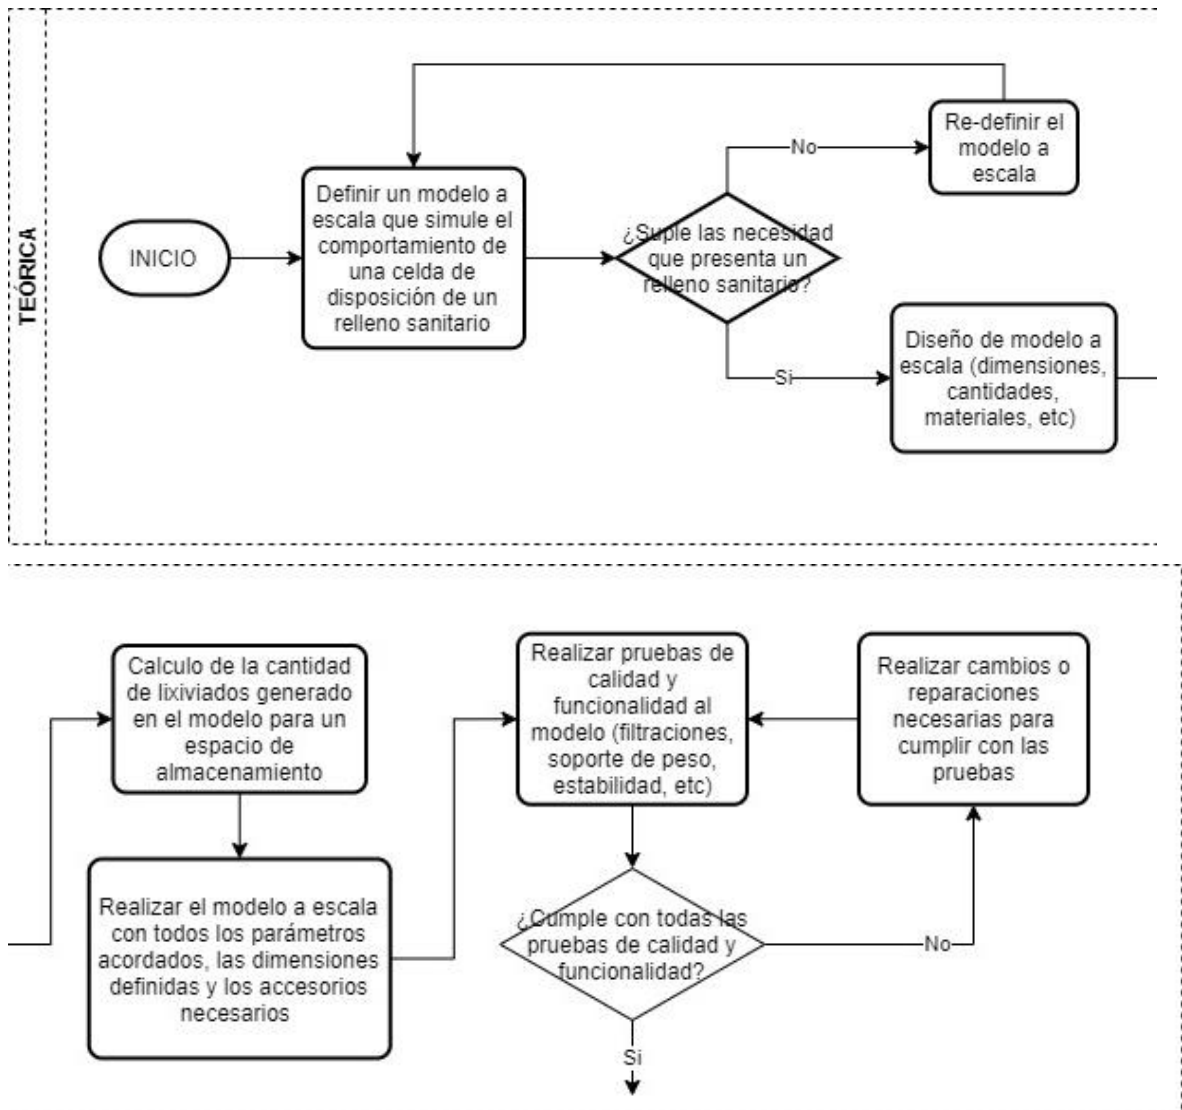 TEÓRICA
INICIO
Definir un modelo a
escala que simule el
comportamiento de
una celda de
disposición de un
relleno sanitario
¿Suple las necesidad
que presenta un
relleno sanitario?
No
Re-definir el
modelo a
escala
Si
Diseño de modelo a
escala (dimensiones,
cantidades,
materiales, etc)
Calculo de la cantidad
de lixiviados generado
en el modelo para un
espacio de
almacenamiento
Realizar el modelo a escala
con todos los parámetros
acordados, las dimensiones
definidas y los accesorios
necesarios
Realizar pruebas de
calidad y
funcionalidad al
modelo (filtraciones,
soporte de peso,
estabilidad, etc)
¿Cumple con todas las
pruebas de calidad y
funcionalidad?
No
Realizar cambios o
reparaciones
necesarias para
cumplir con las
pruebas
Si